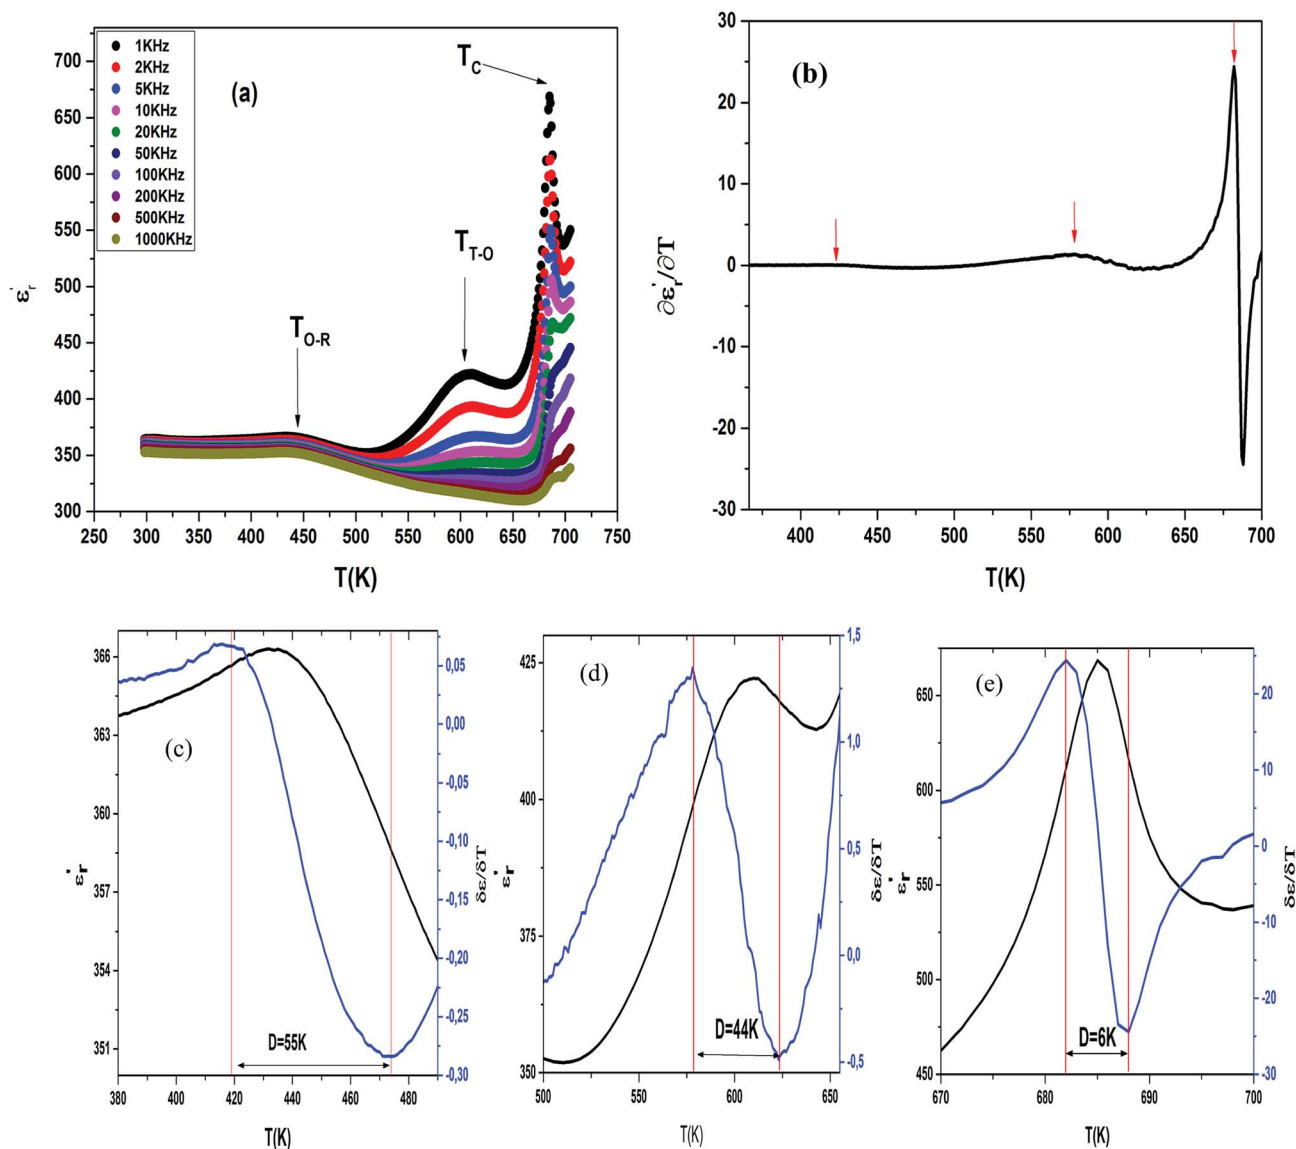 (a)
1KHz
2KHz
5KHz
10KHz
20KHz
50KHz
100KHz
200KHz
500KHz
1000KHz
T_C
T_T-O
T_O-R
700
650
600
550
500
450
400
350
300
ε'r
250 300 350 400 450 500 550 600 650 700 750
T(K)
(b)
30
20
10
0
-10
-20
-30
∂ε'r/∂T
400 450 500 550 600 650 700
T(K)
(c)
366
363
360
357
354
351
ε'r
0,05
0,00
-0,05
-0,10
-0,15
-0,20
-0,25
-0,30
δε/δT
D=55K
380 400 420 440 460 480
T(K)
(d)
425
400
375
350
ε'r
1,5
1,0
0,5
0,0
-0,5
δε/δT
D=44K
500 550 600 650
T(K)
(e)
650
600
550
500
450
ε'r
20
10
0
-10
-20
-30
δε/δT
D=6K
670 680 690 700
T(K)